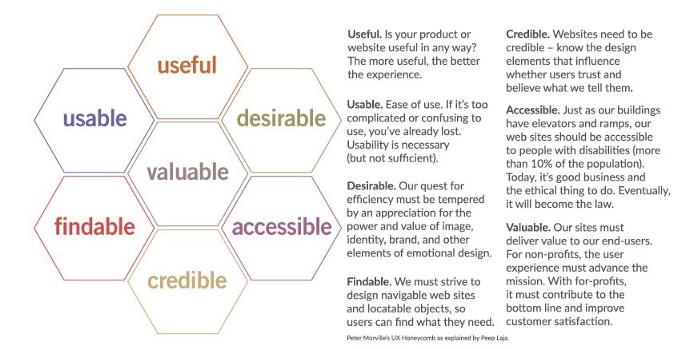 useful
usable
desirable
valuable
findable
accessible
credible
Useful. Is your product or
website useful in any way?
The more useful, the better
the experience.
Usable. Ease of use. If it's too
complicated or confusing to
use, you've already lost.
Usability is necessary
(but not sufficient).
Desirable. Our quest for
efficiency must be tempered
by an appreciation for the
power and value of image,
identity, brand, and other
elements of emotional design.
Findable. We must strive to
design navigable web sites
and locatable objects, so
users can find what they need.
Credible. Websites need to be
credible – know the design
elements that influence
whether users trust and
believe what we tell them.
Accessible. Just as our buildings
have elevators and ramps, our
web sites should be accessible
to people with disabilities (more
than 10% of the population).
Today, it's good business and
the ethical thing to do. Eventually,
it will become the law.
Valuable. Our sites must
deliver value to our end-users.
For non-profits, the user
experience must advance the
mission. With for-profits,
it must contribute to the
bottom line and improve
customer satisfaction.
Peter Morville's UX Honeycomb as explained by Peep Laja.